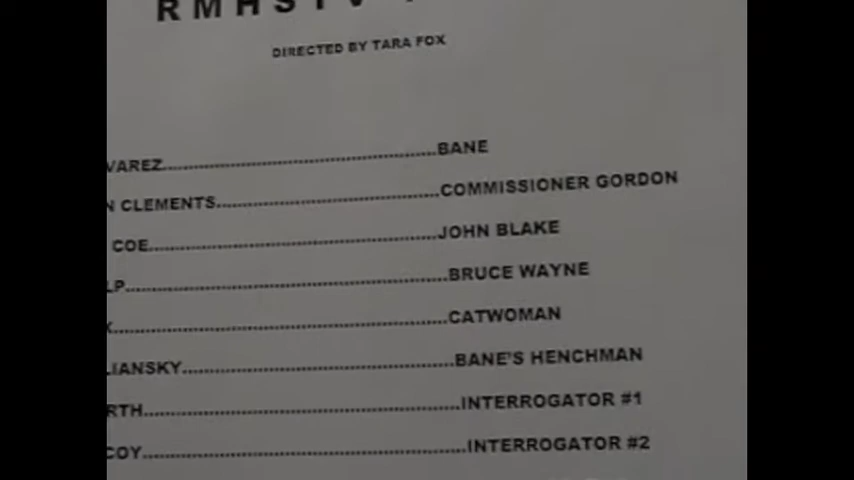 RMHSTV
DIRECTED BY TARA FOX
VAREZ..........BANE
N CLEMENTS..........COMMISSIONER GORDON
COE..........JOHN BLAKE
LP..........BRUCE WAYNE
X..........CATWOMAN
LIANSKY..........BANE'S HENCHMAN
RTH..........INTERROGATOR #1
COY..........INTERROGATOR #2